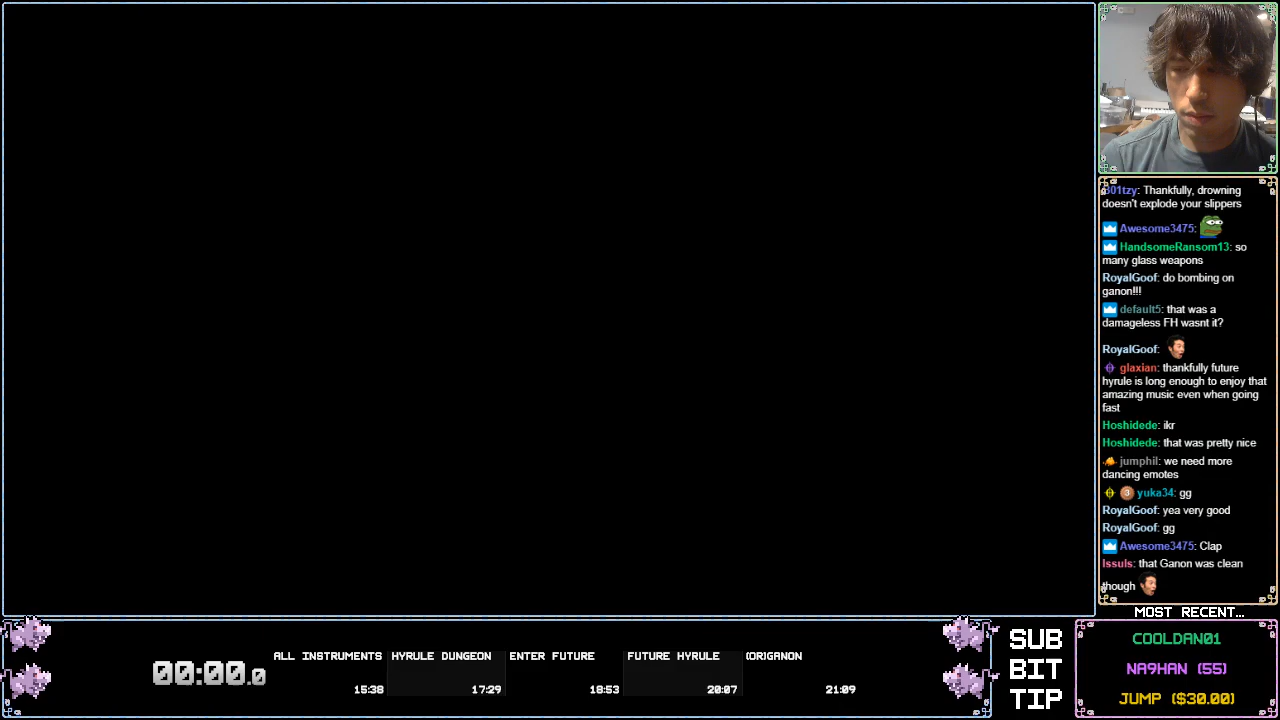 301tzy: Thankfully, drowning
doesn't explode your slippers
Awesome3475:
HandsomeRansom13: so
many glass weapons
RoyalGoof: do bombing on
ganon!!!
default5: that was a
damageless FH wasnt it?
RoyalGoof:
glaxian: thankfully future
hyrule is long enough to enjoy that
amazing music even when going
fast
Hoshidede: ikr
Hoshidede: that was pretty nice
jumphil: we need more
dancing emotes
3 yuka34: gg
RoyalGoof: yea very good
RoyalGoof: gg
Awesome3475: Clap
Issuls: that Ganon was clean
though
MOST RECENT...
COOLDAN01
NA9HAN (55)
JUMP ($30.00)
SUB
BIT
TIP
00:00.0
ALL INSTRUMENTS
15:38
HYRULE DUNGEON
17:29
ENTER FUTURE
18:53
FUTURE HYRULE
20:07
(OR)GANON
21:09